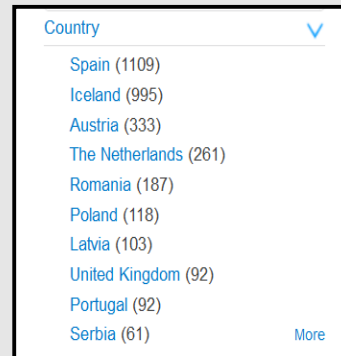 Country
Spain (1109)
Iceland (995)
Austria (333)
The Netherlands (261)
Romania (187)
Poland (118)
Latvia (103)
United Kingdom (92)
Portugal (92)
Serbia (61) More